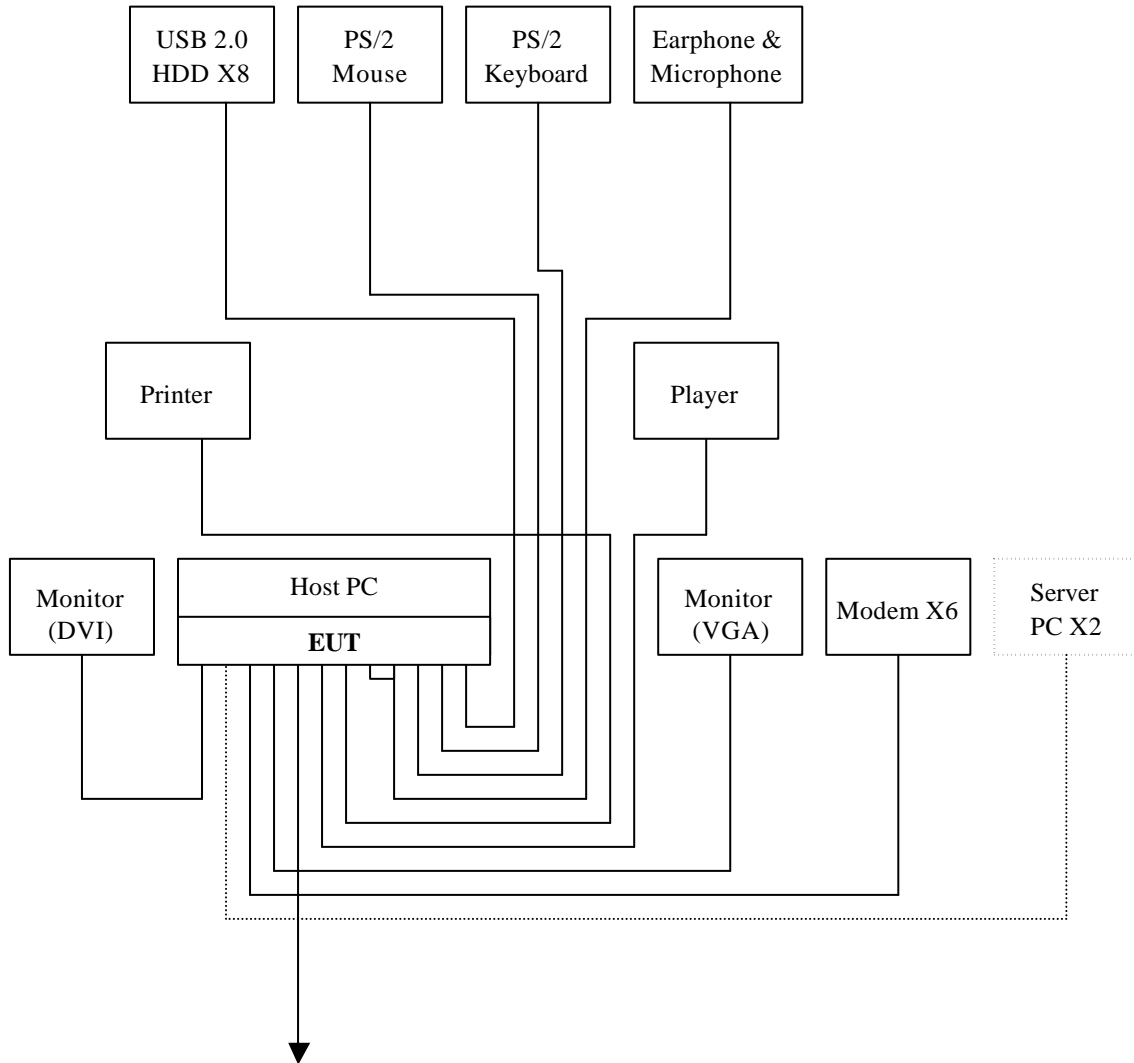 USB 2.0
HDD X8
PS/2
Mouse
PS/2
Keyboard
Earphone &
Microphone
Printer
Player
Monitor
(DVI)
Host PC
EUT
Monitor
(VGA)
Modem X6
Server
PC X2